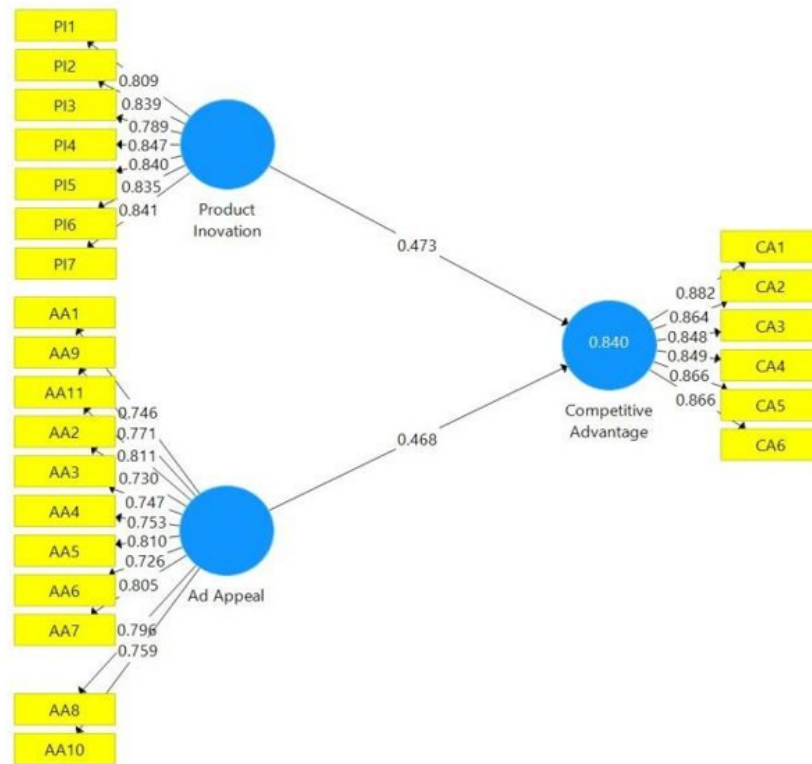 PI1
PI2
PI3
PI4
PI5
PI6
PI7
0.809
0.839
0.789
0.847
0.840
0.835
0.841
Product
Inovation
0.473
AA1
AA9
AA11
AA2
AA3
AA4
AA5
AA6
AA7
AA8
AA10
0.746
0.771
0.811
0.730
0.747
0.753
0.810
0.726
0.805
0.796
0.759
Ad Appeal
0.468
0.840
Competitive
Advantage
0.882
0.864
0.848
0.849
0.866
0.866
CA1
CA2
CA3
CA4
CA5
CA6